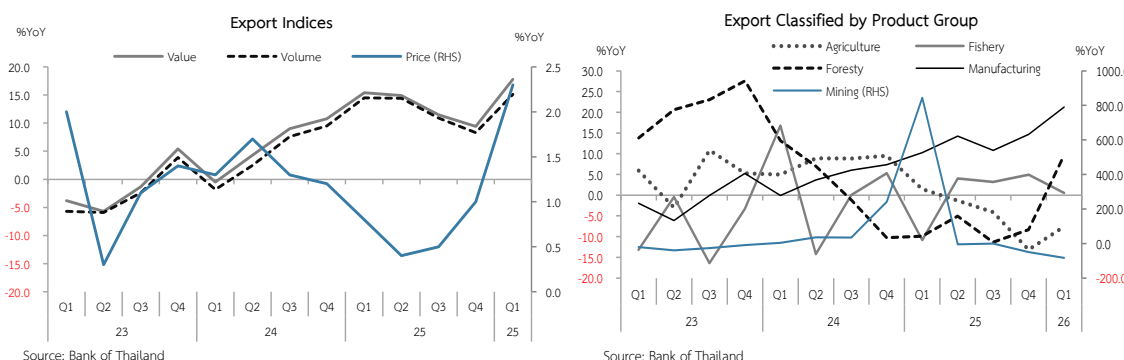 Export Indices
%YoY
%YoY
Value
Volume
Price (RHS)
20.0
15.0
10.0
5.0
0.0
-5.0
-10.0
-15.0
-20.0
2.5
2.0
1.5
1.0
0.5
0.0
Q1 Q2 Q3 Q4 Q1 Q2 Q3 Q4 Q1 Q2 Q3 Q4 Q1
23 24 25 25
Source: Bank of Thailand
Export Classified by Product Group
%YoY
%YoY
Agriculture
Fishery
Foresty
Manufacturing
Mining (RHS)
30.0
25.0
20.0
15.0
10.0
5.0
0.0
-5.0
-10.0
-15.0
-20.0
1000.0
800.0
600.0
400.0
200.0
0.0
-200.0
Q1 Q2 Q3 Q4 Q1 Q2 Q3 Q4 Q1 Q2 Q3 Q4 Q1
23 24 25 26
Source: Bank of Thailand